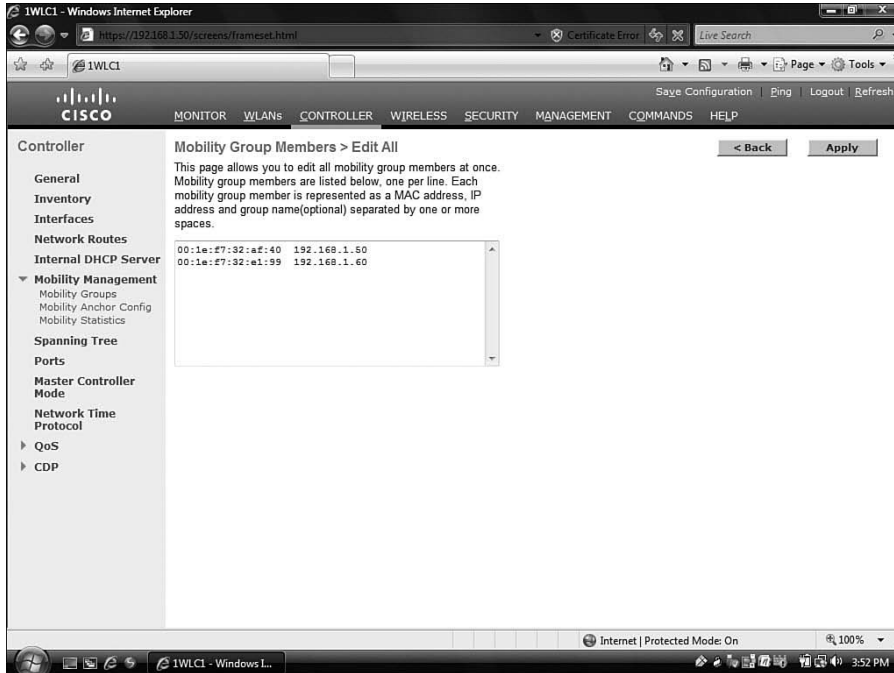 1WLC1 - Windows Internet Explorer
https://192.168.1.50/screens/frameset.html
Certificate Error
Live Search
1WLC1
Page
Tools
Save Configuration | Ping | Logout | Refresh
CISCO
MONITOR WLANs CONTROLLER WIRELESS SECURITY MANAGEMENT COMMANDS HELP
Controller
General
Inventory
Interfaces
Network Routes
Internal DHCP Server
Mobility Management
Mobility Groups
Mobility Anchor Config
Mobility Statistics
Spanning Tree
Ports
Master Controller
Mode
Network Time
Protocol
QoS
CDP
Mobility Group Members > Edit All
< Back
Apply
This page allows you to edit all mobility group members at once.
Mobility group members are listed below, one per line. Each
mobility group member is represented as a MAC address, IP
address and group name(optional) separated by one or more
spaces.
00:1e:f7:32:af:40 192.168.1.50
00:1e:f7:32:e1:99 192.168.1.60
Internet | Protected Mode: On
100%
1WLC1 - Windows I...
3:52 PM